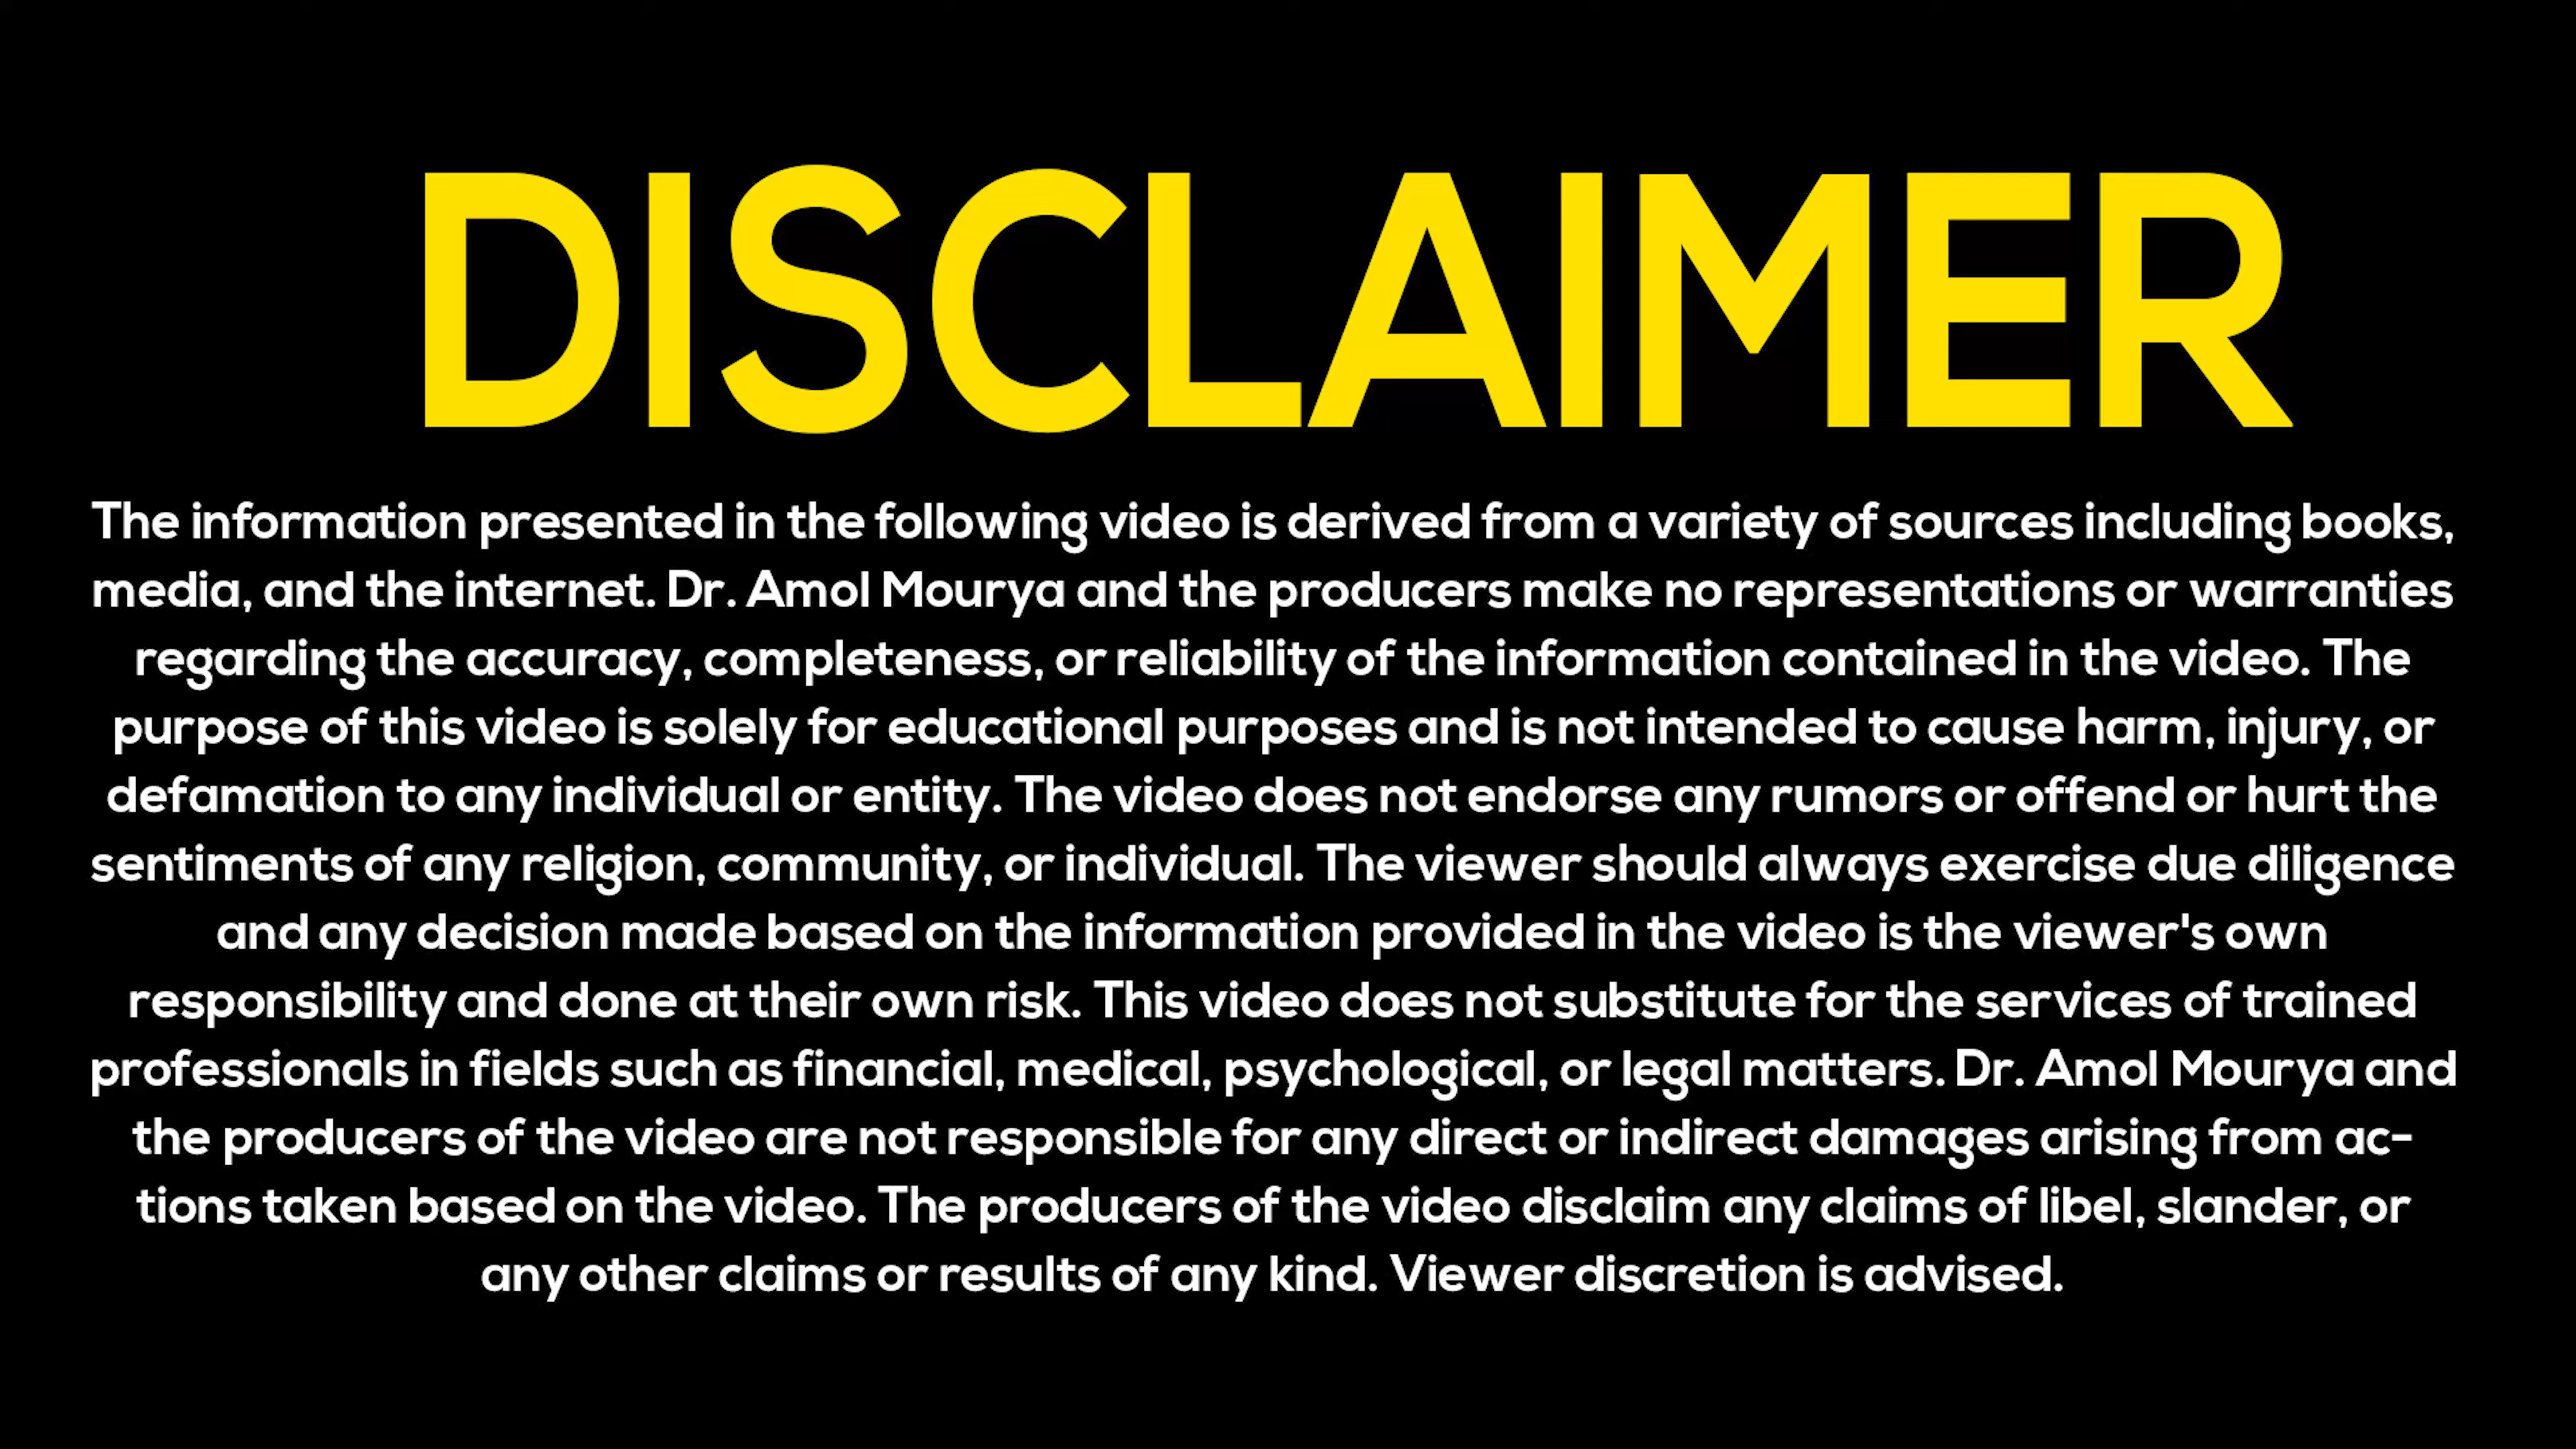 DISCLAIMER
The information presented in the following video is derived from a variety of sources including books,
media, and the internet. Dr. Amol Mourya and the producers make no representations or warranties
regarding the accuracy, completeness, or reliability of the information contained in the video. The
purpose of this video is solely for educational purposes and is not intended to cause harm, injury, or
defamation to any individual or entity. The video does not endorse any rumors or offend or hurt the
sentiments of any religion, community, or individual. The viewer should always exercise due diligence
and any decision made based on the information provided in the video is the viewer's own
responsibility and done at their own risk. This video does not substitute for the services of trained
professionals in fields such as financial, medical, psychological, or legal matters. Dr. Amol Mourya and
the producers of the video are not responsible for any direct or indirect damages arising from ac-
tions taken based on the video. The producers of the video disclaim any claims of libel, slander, or
any other claims or results of any kind. Viewer discretion is advised.